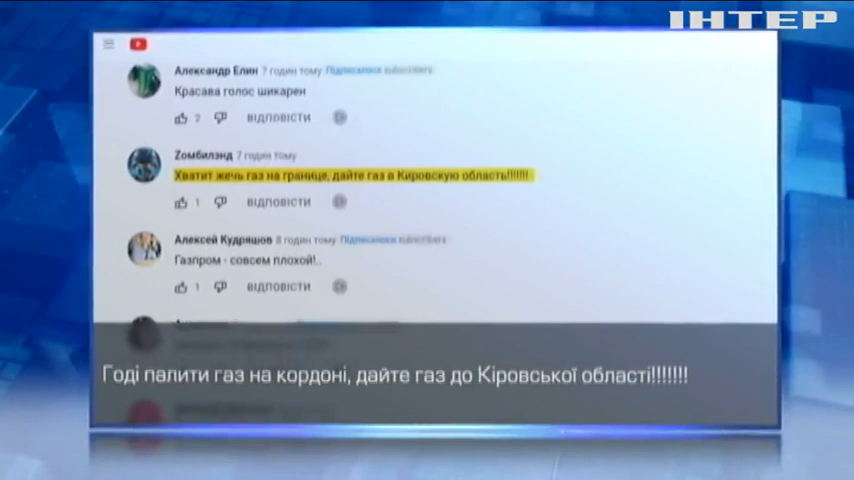 ІНТЕР
Александр Елин 7 годин тому Підписалося subscribers
Красава голос шикарен
2 ВІДПОВІСТИ
Zомбилэнд 7 годин тому
Хватит жечь газ на границе, дайте газ в Кировскую область!!!!!!!
1 ВІДПОВІСТИ
Алексей Кудряшов 8 годин тому Підписалося subscribers
Газпром - совсем плохой!..
1 ВІДПОВІСТИ
Годі палити газ на кордоні, дайте газ до Кіровської області!!!!!!!